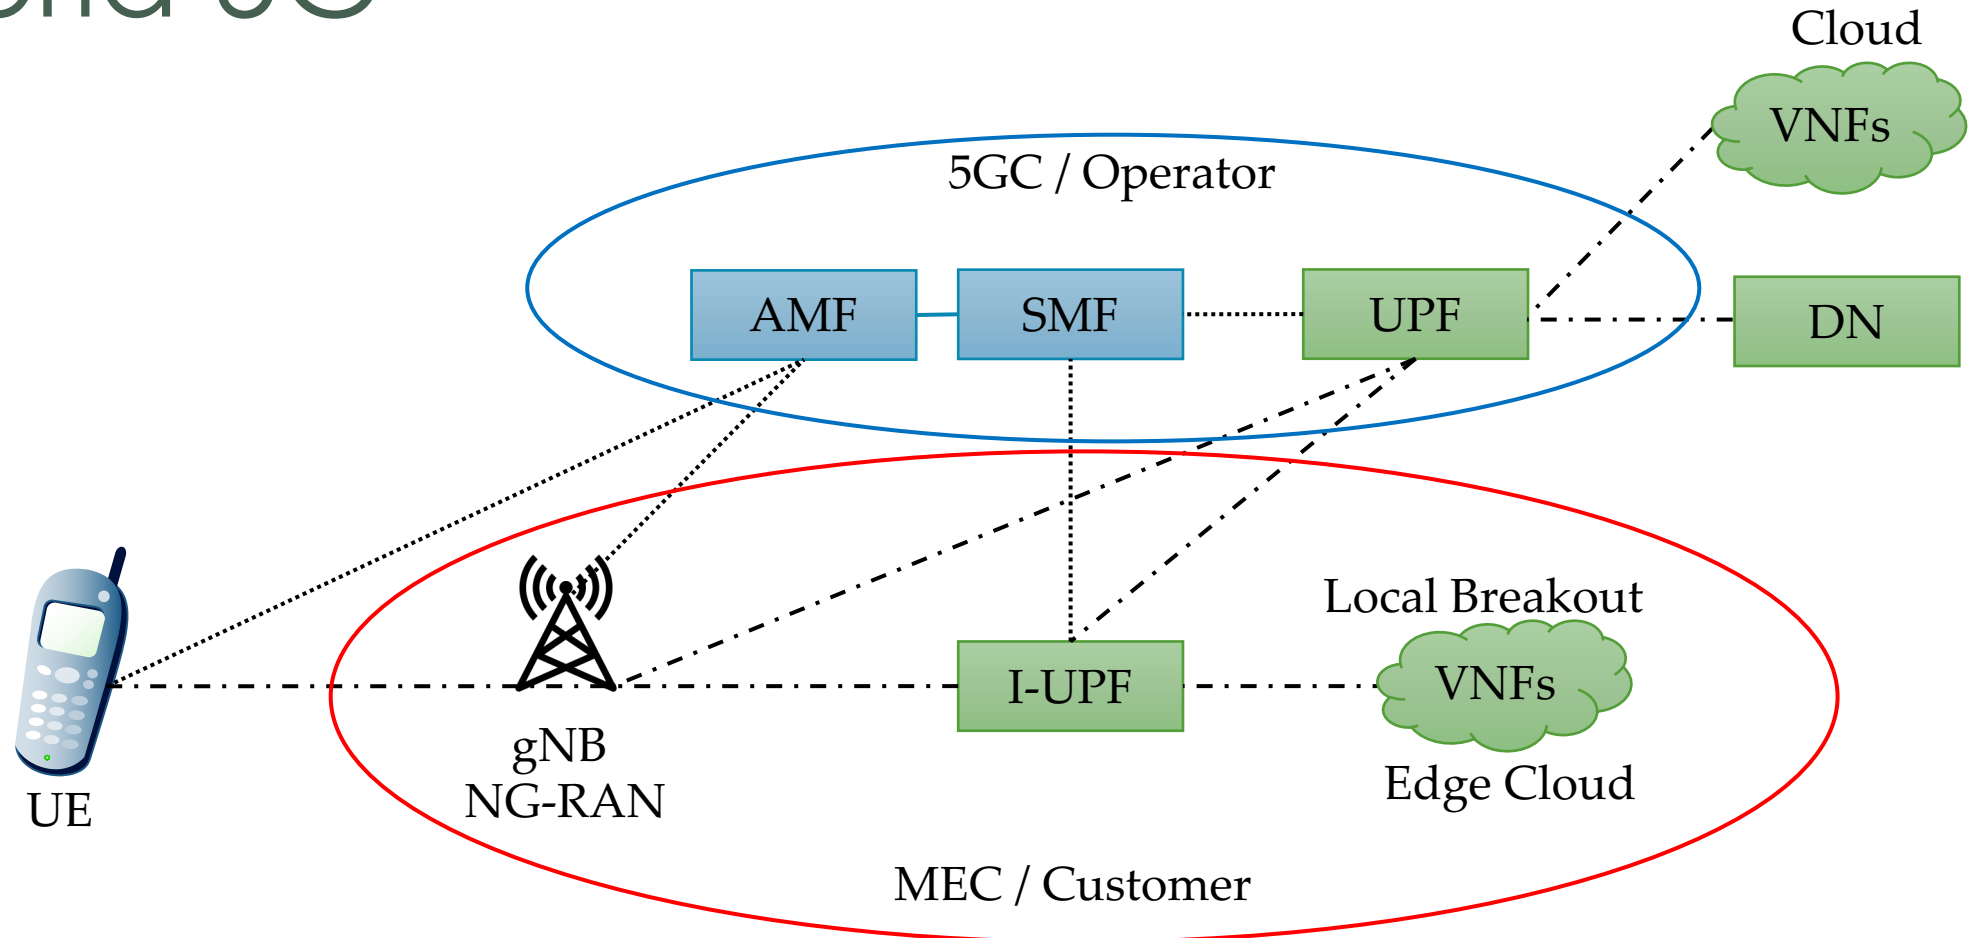 5G
Cloud
VNFs
5GC / Operator
AMF
SMF
UPF
DN
Local Breakout
VNFs
I-UPF
Edge Cloud
gNB
NG-RAN
UE
MEC / Customer